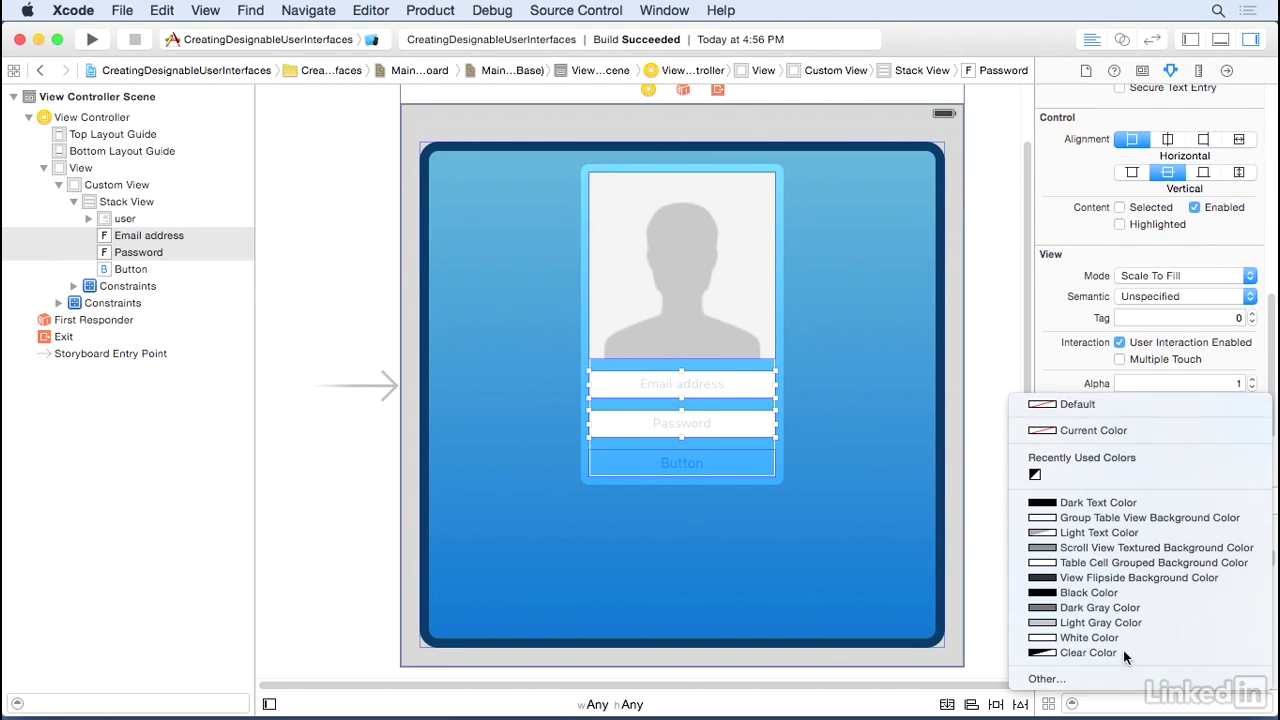 Xcode File Edit View Find Navigate Editor Product Debug Source Control Window Help
CreatingDesignableUserInterfaces CreatingDesignableUserInterfaces | Build Succeeded | Today at 4:56 PM
CreatingDesignableUserInterfaces Crea...faces Main....oard Main...Base) View...cene View...troller View Custom View Stack View F Password
View Controller Scene
View Controller
Top Layout Guide
Bottom Layout Guide
View
Custom View
Stack View
user
F Email address
F Password
B Button
Constraints
Constraints
First Responder
Exit
Storyboard Entry Point
Email address
Password
Button
wAny hAny
Secure Text Entry
Control
Alignment
Horizontal
Vertical
Content Selected Enabled
Highlighted
View
Mode Scale To Fill
Semantic Unspecified
Tag 0
Interaction User Interaction Enabled
Multiple Touch
Alpha 1
Default
Current Color
Recently Used Colors
Dark Text Color
Group Table View Background Color
Light Text Color
Scroll View Textured Background Color
Table Cell Grouped Background Color
View Flipside Background Color
Black Color
Dark Gray Color
Light Gray Color
White Color
Clear Color
Other...
Linked in